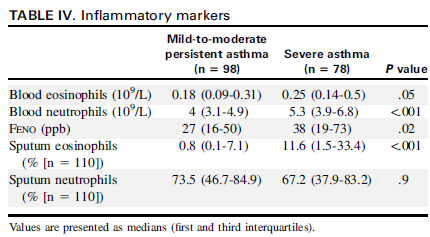 TABLE IV. Inflammatory markers
Mild-to-moderate
persistent asthma
(n = 98)
Severe asthma
(n = 78)
P value
Blood eosinophils (10⁹/L) 0.18 (0.09-0.31) 0.25 (0.14-0.5) .05
Blood neutrophils (10⁹/L) 4 (3.1-4.9) 5.3 (3.9-6.8) <.001
FENO (ppb) 27 (16-50) 38 (19-73) .02
Sputum eosinophils 0.8 (0.1-7.1) 11.6 (1.5-33.4) <.001
(% [n = 110])
Sputum neutrophils 73.5 (46.7-84.9) 67.2 (37.9-83.2) .9
(% [n = 110])
Values are presented as medians (first and third interquartiles).